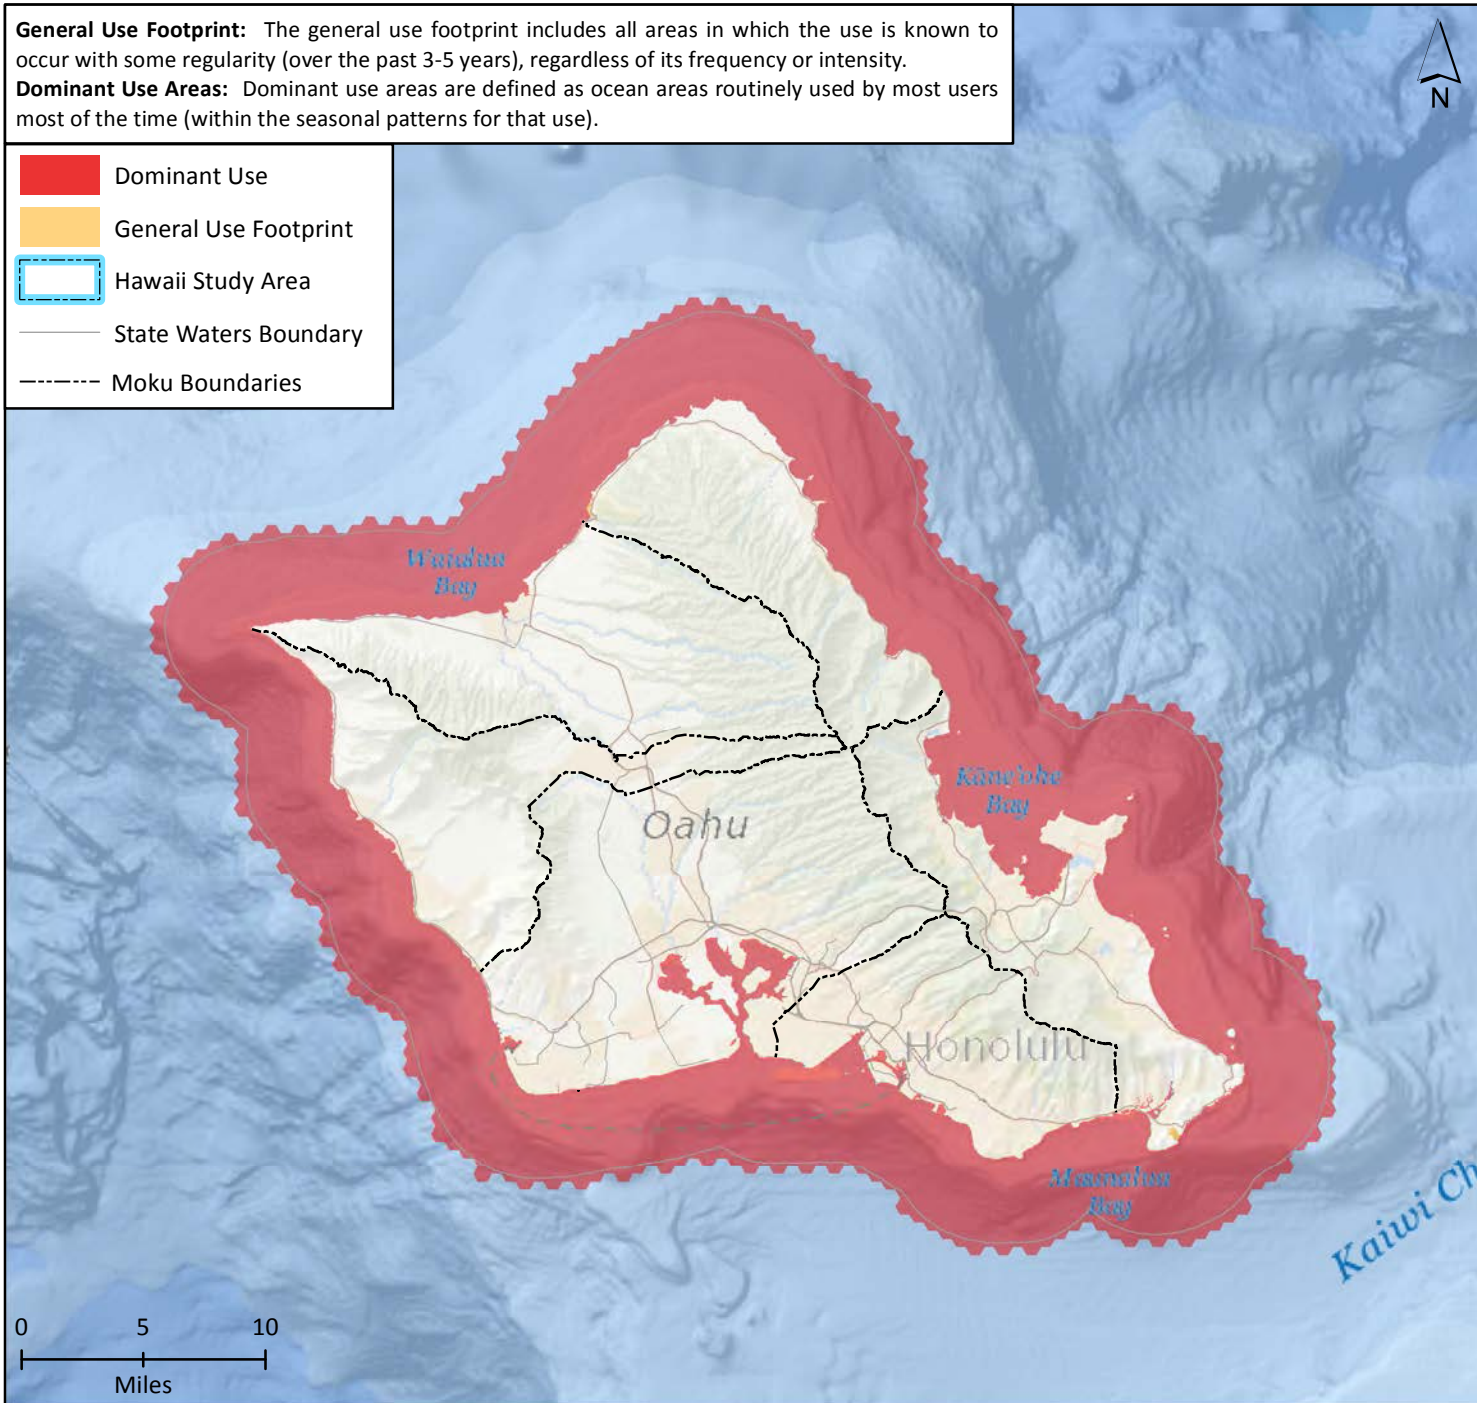 General Use Footprint: The general use footprint includes all areas in which the use is known to
occur with some regularity (over the past 3-5 years), regardless of its frequency or intensity.
Dominant Use Areas: Dominant use areas are defined as ocean areas routinely used by most users
most of the time (within the seasonal patterns for that use).
N
Dominant Use
General Use Footprint
Hawaii Study Area
State Waters Boundary
Moku Boundaries
Waialua
Bay
Kāne'ohe
Bay
Oahu
Honolulu
Maunalua
Bay
Kaiwi Ch
0 5 10
Miles